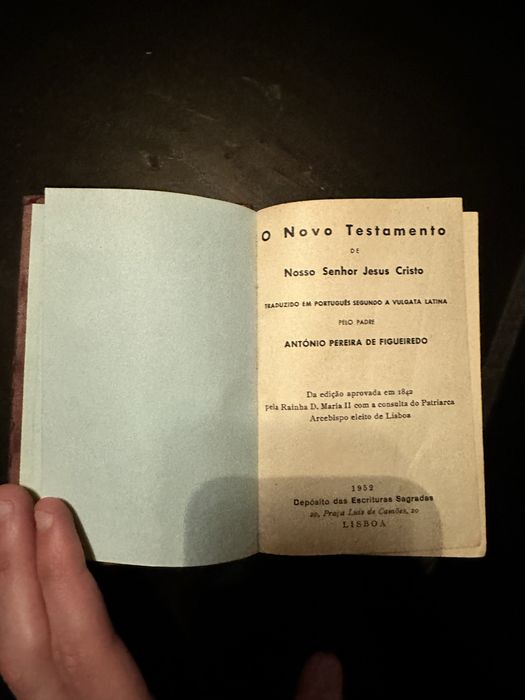 O Novo Testamento
DE
Nosso Senhor Jesus Cristo
TRADUZIDO EM PORTUGUÊS SEGUNDO A VULGATA LATINA
PELO PADRE
ANTÓNIO PEREIRA DE FIGUEIREDO
Da edição aprovada em 1842
pela Rainha D. Maria II com a consulta do Patriarca
Arcebispo eleito de Lisboa
1952
Depósito das Escrituras Sagradas
20, Praça Luís de Camões, 20
LISBOA